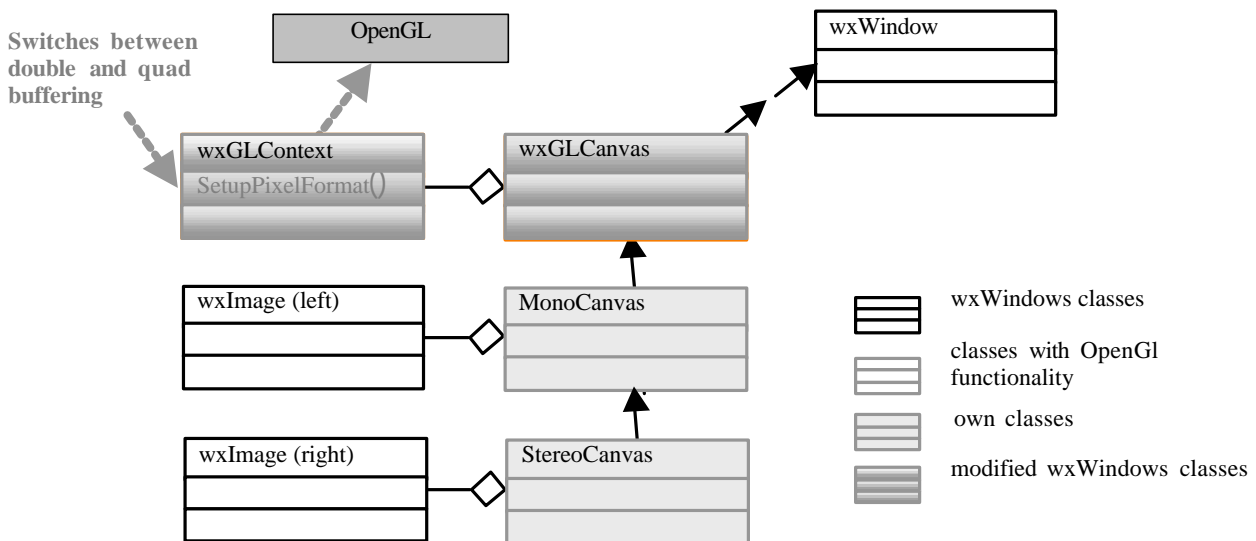 Switches between
double and quad
buffering
OpenGL
wxWindow
wxGLContext
SetupPixelFormat()
wxGLCanvas
wxImage (left)
MonoCanvas
wxImage (right)
StereoCanvas
wxWindows classes
classes with OpenGl
functionality
own classes
modified wxWindows classes